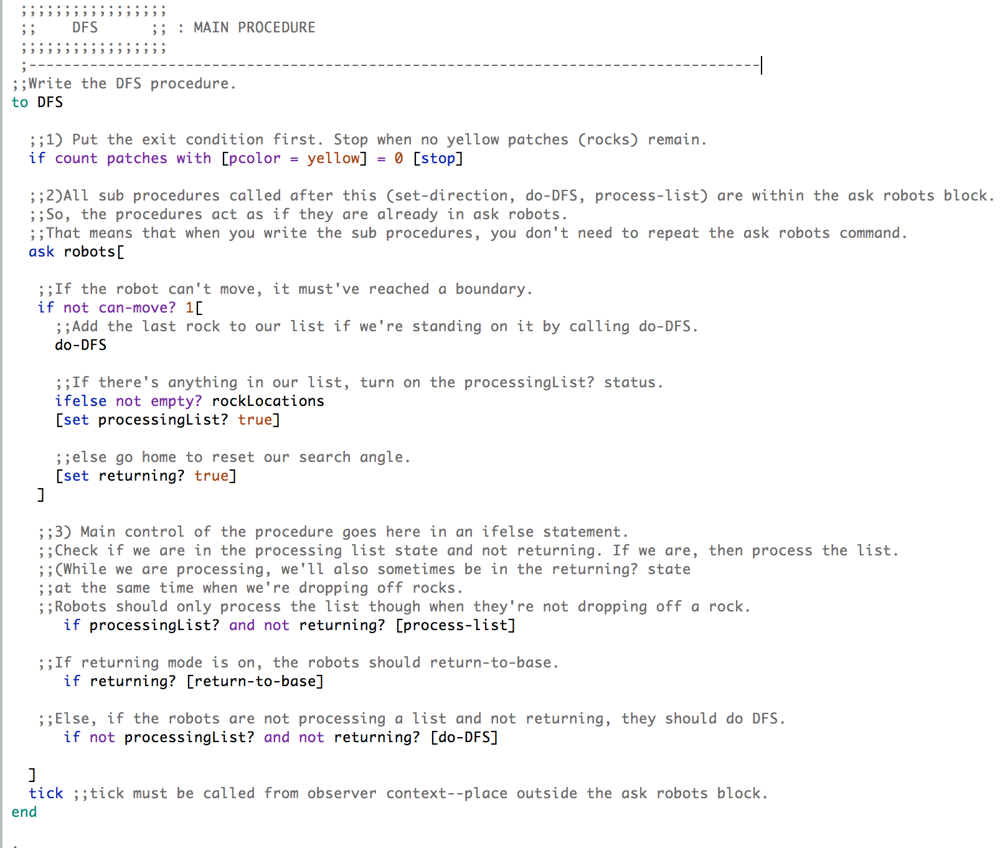 ;;;;;;;;;;;;;;;;;
;;    DFS      ;; : MAIN PROCEDURE
;;;;;;;;;;;;;;;;;
;------------------------------------------------------------------------------------
;;Write the DFS procedure.
to DFS
;;1) Put the exit condition first. Stop when no yellow patches (rocks) remain.
if count patches with [pcolor = yellow] = 0 [stop]
;;2)All sub procedures called after this (set-direction, do-DFS, process-list) are within the ask robots block.
;;So, the procedures act as if they are already in ask robots.
;;That means that when you write the sub procedures, you don't need to repeat the ask robots command.
ask robots[
;;If the robot can't move, it must've reached a boundary.
if not can-move? 1[
;;Add the last rock to our list if we're standing on it by calling do-DFS.
do-DFS
;;If there's anything in our list, turn on the processingList? status.
ifelse not empty? rockLocations
[set processingList? true]
;;else go home to reset our search angle.
[set returning? true]
]
;;3) Main control of the procedure goes here in an ifelse statement.
;;Check if we are in the processing list state and not returning. If we are, then process the list.
;;(While we are processing, we'll also sometimes be in the returning? state
;;at the same time when we're dropping off rocks.
;;Robots should only process the list though when they're not dropping off a rock.
if processingList? and not returning? [process-list]
;;If returning mode is on, the robots should return-to-base.
if returning? [return-to-base]
;;Else, if the robots are not processing a list and not returning, they should do DFS.
if not processingList? and not returning? [do-DFS]
]
tick ;;tick must be called from observer context--place outside the ask robots block.
end